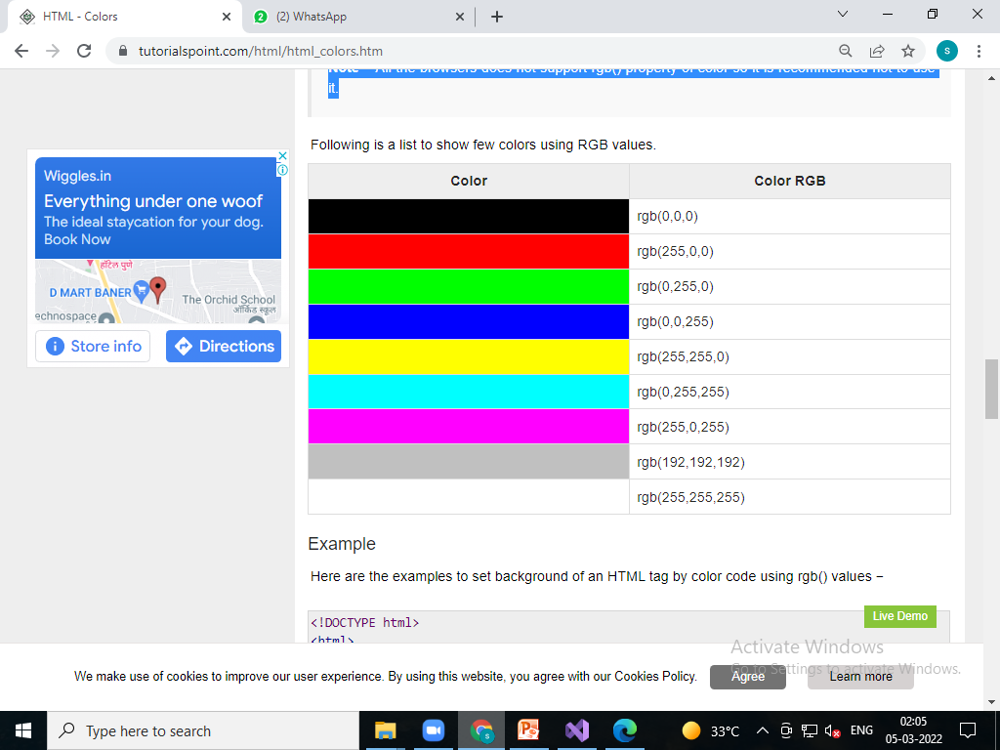 HTML - Colors
2
(2) WhatsApp
tutorialspoint.com/html/html_colors.htm
s
Note - All the browsers does not support rgb() property of color so it is recommended not to use
it.
Following is a list to show few colors using RGB values.
Color Color RGB
rgb(0,0,0)
rgb(255,0,0)
rgb(0,255,0)
rgb(0,0,255)
rgb(255,255,0)
rgb(0,255,255)
rgb(255,0,255)
rgb(192,192,192)
rgb(255,255,255)
Example
Here are the examples to set background of an HTML tag by color code using rgb() values –
Live Demo
<!DOCTYPE html>
<html>
Wiggles.in
Everything under one woof
The ideal staycation for your dog.
Book Now
हॉटेल पुणे
D MART BANER
The Orchid School
ऑर्किड स्कूल
echnospace
Store info
Directions
We make use of cookies to improve our user experience. By using this website, you agree with our Cookies Policy.
Agree
Learn more
Activate Windows
Go to Settings to activate Windows.
Type here to search
33°C
ENG
02:05
05-03-2022